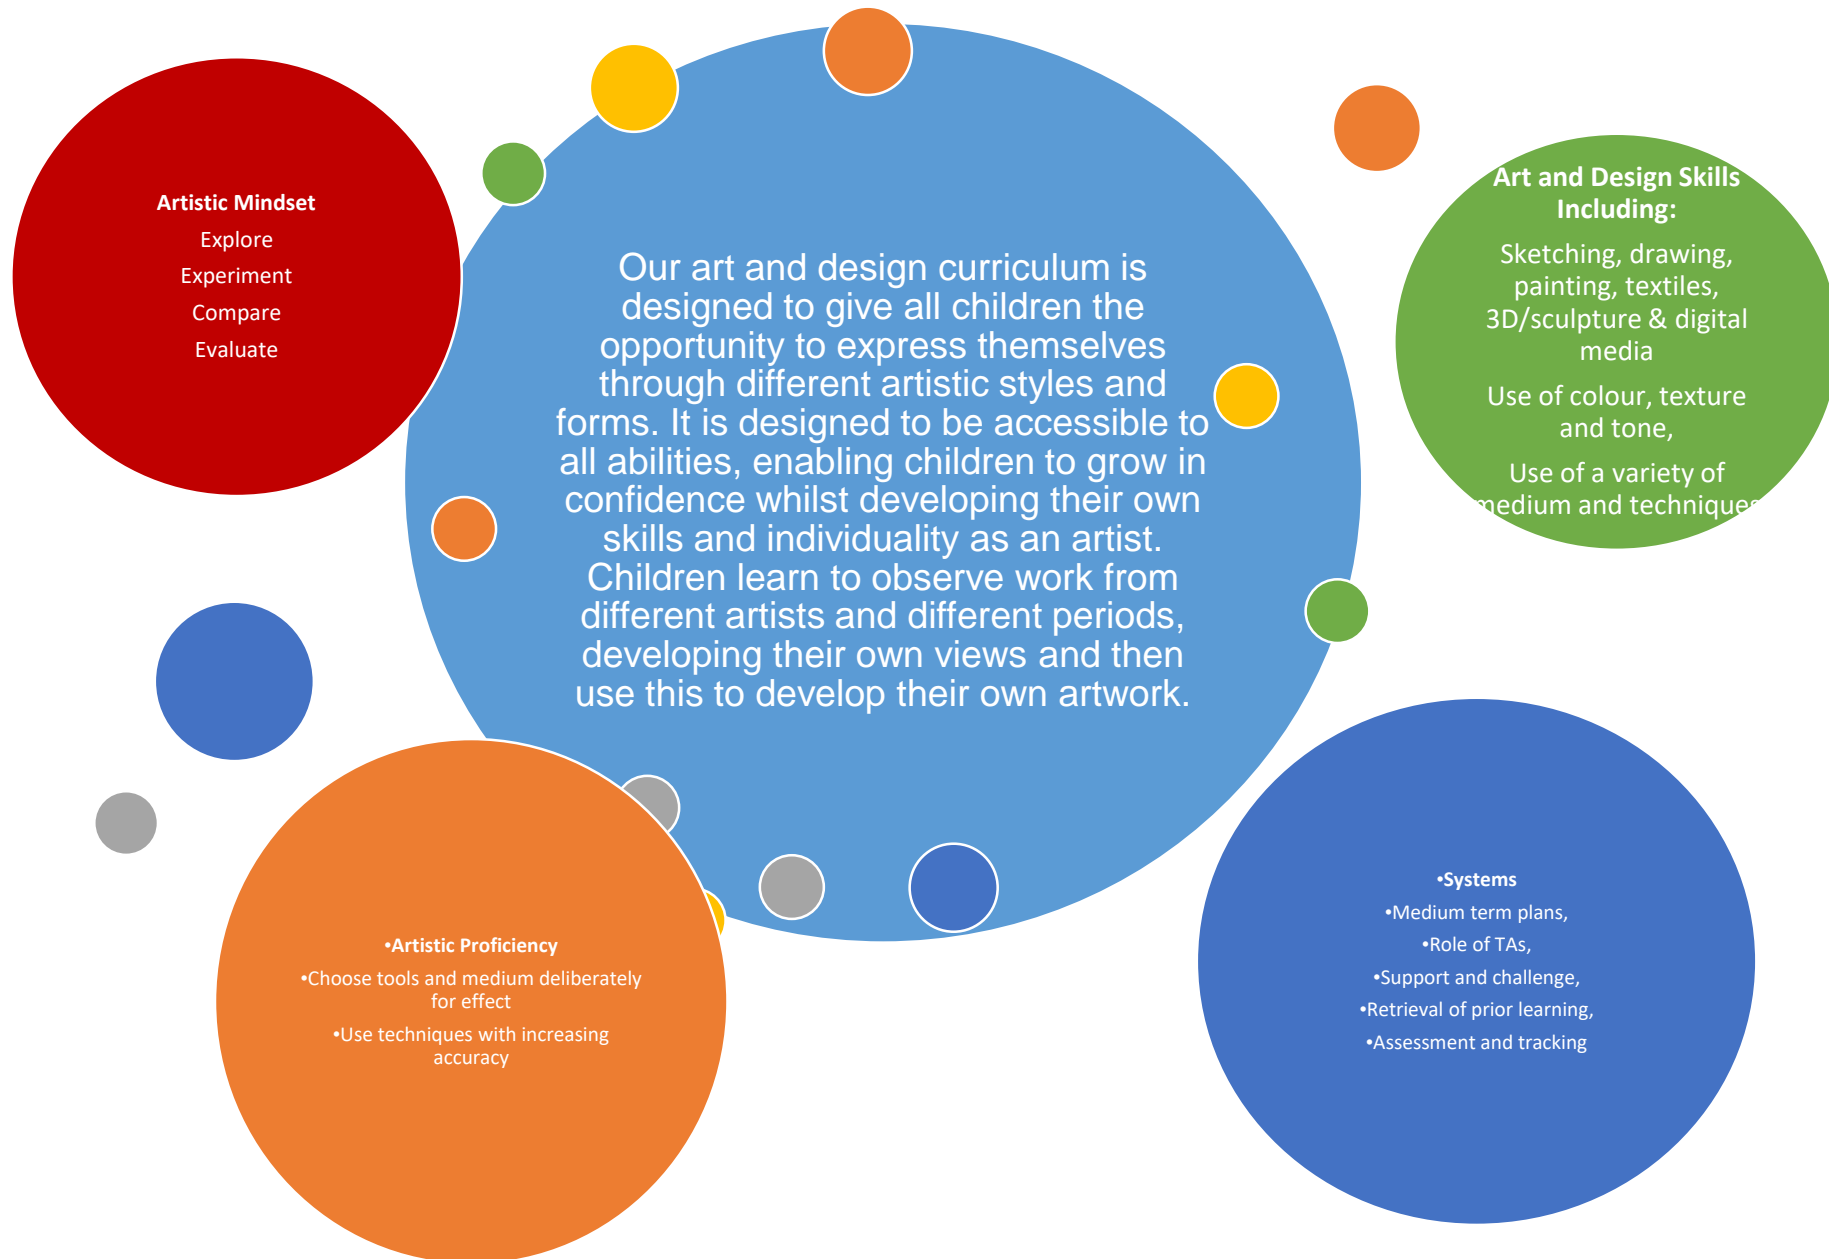 Artistic Mindset
Explore
Experiment
Compare
Evaluate
Our art and design curriculum is
designed to give all children the
opportunity to express themselves
through different artistic styles and
forms. It is designed to be accessible to
all abilities, enabling children to grow in
confidence whilst developing their own
skills and individuality as an artist.
Children learn to observe work from
different artists and different periods,
developing their own views and then
use this to develop their own artwork.
Art and Design Skills
Including:
Sketching, drawing,
painting, textiles,
3D/sculpture & digital
media
Use of colour, texture
and tone,
Use of a variety of
medium and techniques
•Artistic Proficiency
•Choose tools and medium deliberately
for effect
•Use techniques with increasing
accuracy
•Systems
•Medium term plans,
•Role of TAs,
•Support and challenge,
•Retrieval of prior learning,
•Assessment and tracking